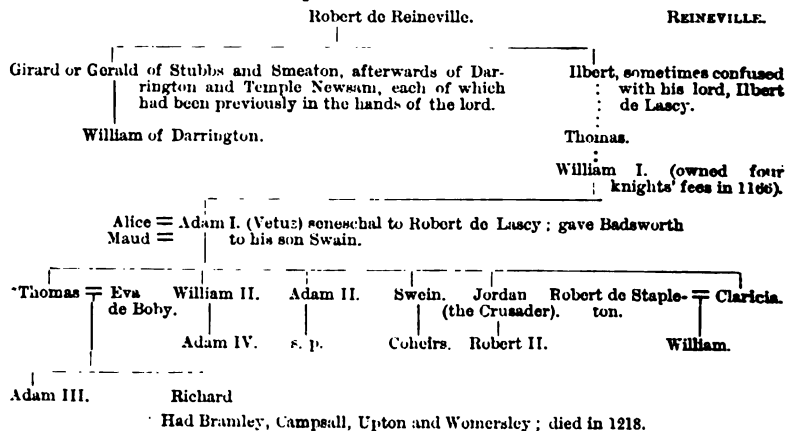 Robert de Reineville. REINEVILLE.
Girard or Gerald of Stubbs and Smeaton, afterwards of Dar-
rington and Temple Newsam, each of which
had been previously in the hands of the lord.
Ilbert, sometimes confused
with his lord, Ilbert
de Lascy.
William of Darrington.
Thomas.
William I. (owned four
knights' fees in 1166).
Alice = Adam I. (Vetus) seneschal to Robert de Lascy; gave Badsworth
Maud = to his son Swain.
*Thomas = Eva William II. Adam II. Swein. Jordan Robert de Staple- = Claricia.
de Boby. (the Crusader). ton.
Adam IV. s. p. Coheirs. Robert II. William.
Adam III. Richard
* Had Bramley, Campsall, Upton and Womersley; died in 1218.